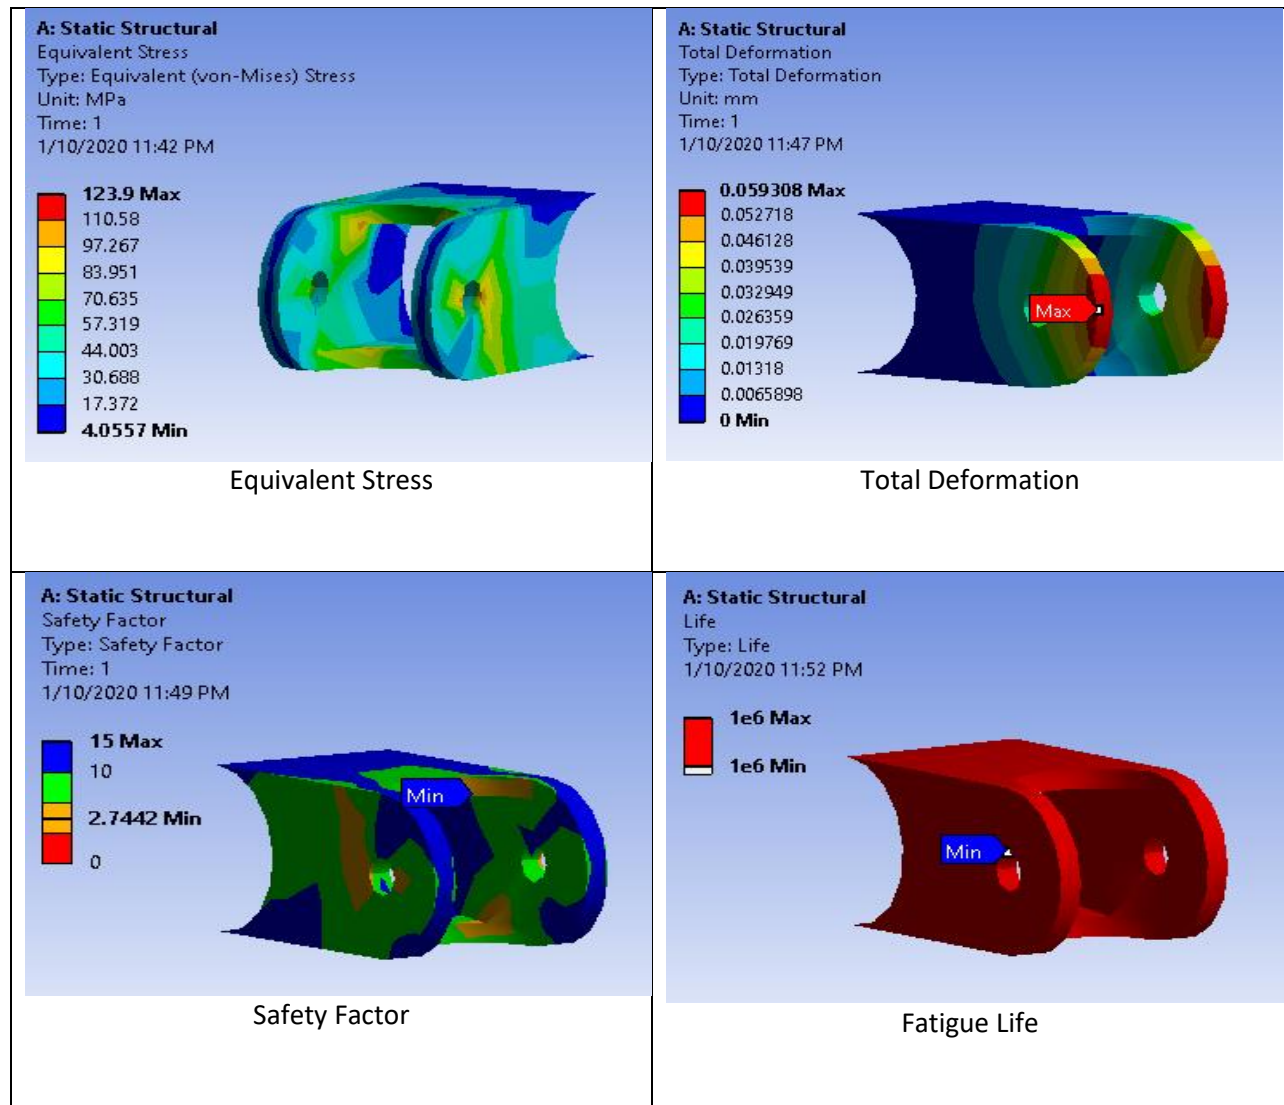 A: Static Structural
Equivalent Stress
Type: Equivalent (von-Mises) Stress
Unit: MPa
Time: 1
1/10/2020 11:42 PM
123.9 Max
110.58
97.267
83.951
70.635
57.319
44.003
30.688
17.372
4.0557 Min
Equivalent Stress
A: Static Structural
Total Deformation
Type: Total Deformation
Unit: mm
Time: 1
1/10/2020 11:47 PM
0.059308 Max
0.052718
0.046128
0.039539
0.032949
0.026359
0.019769
0.01318
0.0065898
0 Min
Max
Total Deformation
A: Static Structural
Safety Factor
Type: Safety Factor
Time: 1
1/10/2020 11:49 PM
15 Max
10
2.7442 Min
0
Min
Safety Factor
A: Static Structural
Life
Type: Life
1/10/2020 11:52 PM
1e6 Max
1e6 Min
Min
Fatigue Life